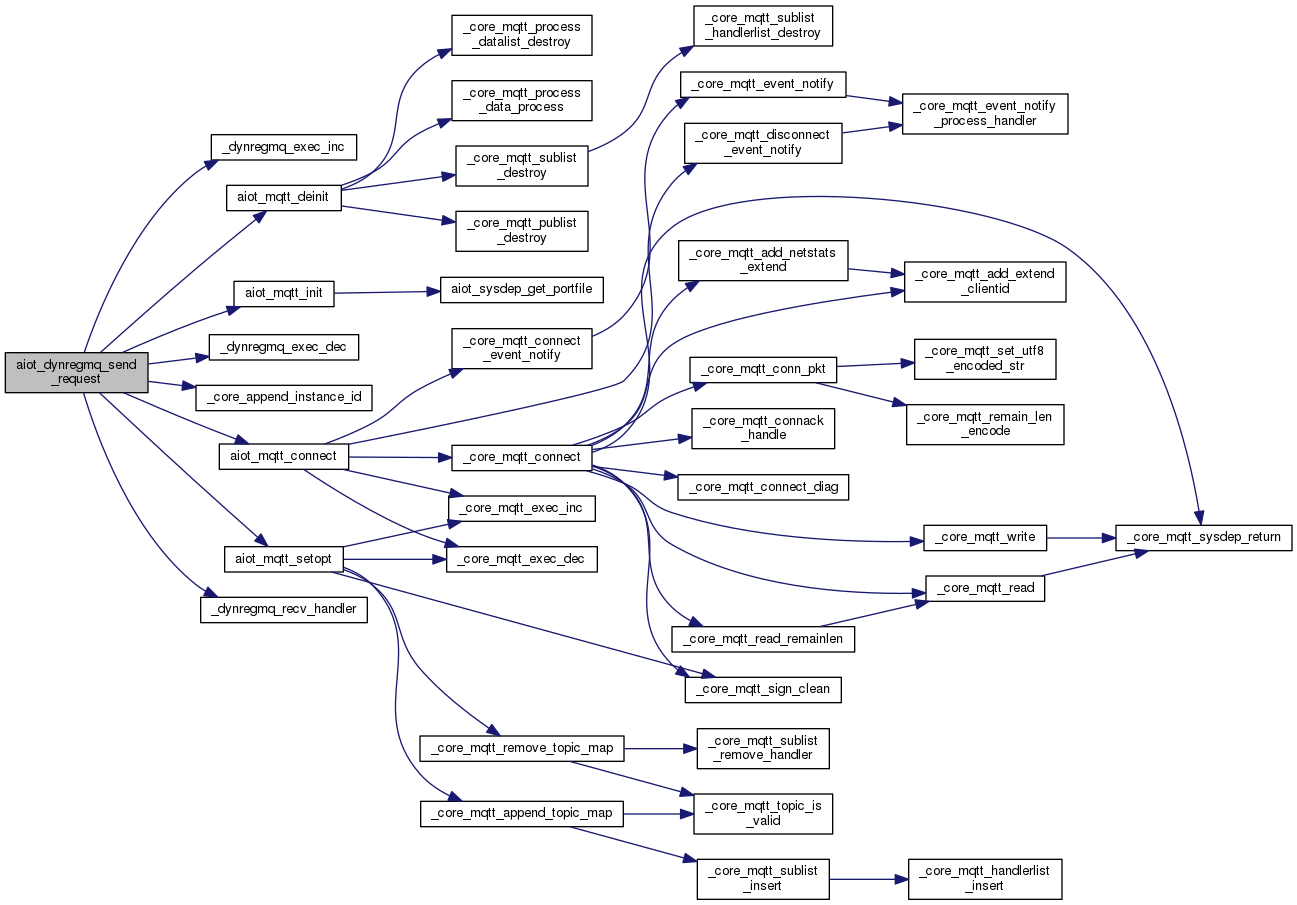 aiot_dynregmq_send
_request
_dynregmq_exec_inc
aiot_mqtt_deinit
aiot_mqtt_init
_dynregmq_exec_dec
_core_append_instance_id
aiot_mqtt_connect
aiot_mqtt_setopt
_dynregmq_recv_handler
_core_mqtt_process
_datalist_destroy
_core_mqtt_process
_data_process
_core_mqtt_sublist
_destroy
_core_mqtt_publist
_destroy
aiot_sysdep_get_portfile
_core_mqtt_connect
_event_notify
_core_mqtt_connect
_core_mqtt_exec_inc
_core_mqtt_exec_dec
_core_mqtt_remove_topic_map
_core_mqtt_append_topic_map
_core_mqtt_sublist
_handlerlist_destroy
_core_mqtt_event_notify
_core_mqtt_disconnect
_event_notify
_core_mqtt_add_netstats
_extend
_core_mqtt_conn_pkt
_core_mqtt_connack
_handle
_core_mqtt_connect_diag
_core_mqtt_read_remainlen
_core_mqtt_sign_clean
_core_mqtt_sublist
_remove_handler
_core_mqtt_topic_is
_valid
_core_mqtt_sublist
_insert
_core_mqtt_event_notify
_process_handler
_core_mqtt_add_extend
_clientid
_core_mqtt_set_utf8
_encoded_str
_core_mqtt_remain_len
_encode
_core_mqtt_write
_core_mqtt_read
_core_mqtt_handlerlist
_insert
_core_mqtt_sysdep_return